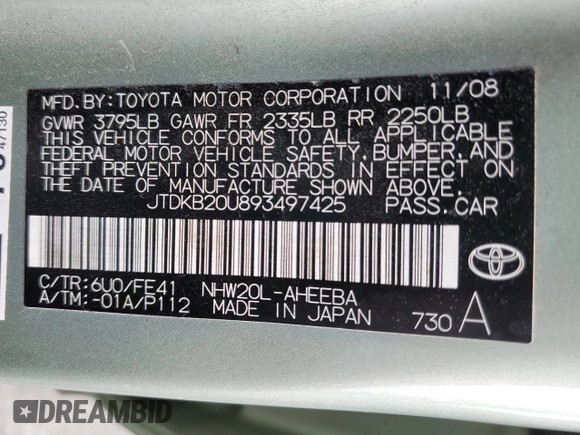 MFD. BY: TOYOTA MOTOR CORPORATION 11/08
GVWR 3795LB GAWR FR 2335LB RR 2250LB
THIS VEHICLE CONFORMS TO ALL APPLICABLE
FEDERAL MOTOR VEHICLE SAFETY, BUMPER, AND
THEFT PREVENTION STANDARDS IN EFFECT ON
THE DATE OF MANUFACTURE SHOWN ABOVE.
JTDKB20U893497425 PASS. CAR
C/TR: 6U0/FE41 NHW20L-AHEEBA
A/TM: -01A/P112 MADE IN JAPAN 730 A
47130
DREAMBID